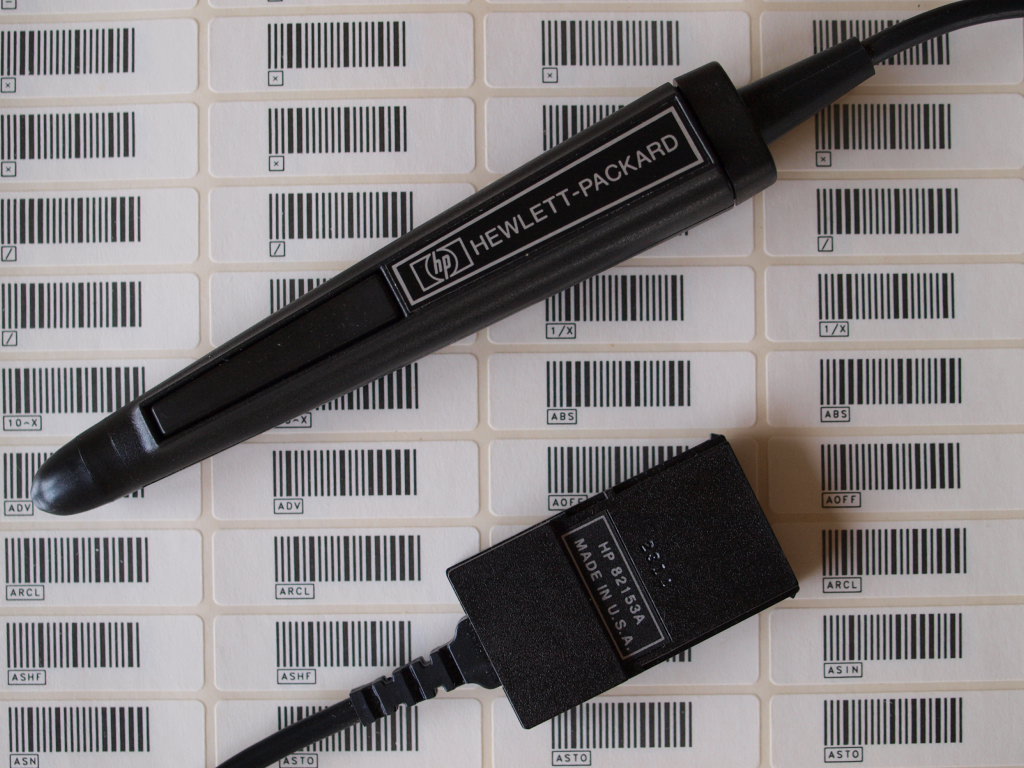 × × ×
× × ×
hp HEWLETT-PACKARD
/ / /
/ 1/X 1/X
10^X ABS ABS
ADV ADV AOFF AOFF
HP 82153A
MADE IN U.S.A.
ARCL ARCL ARCL
ASHF ASHF ASIN
ASN ASTO ASTO ASTO